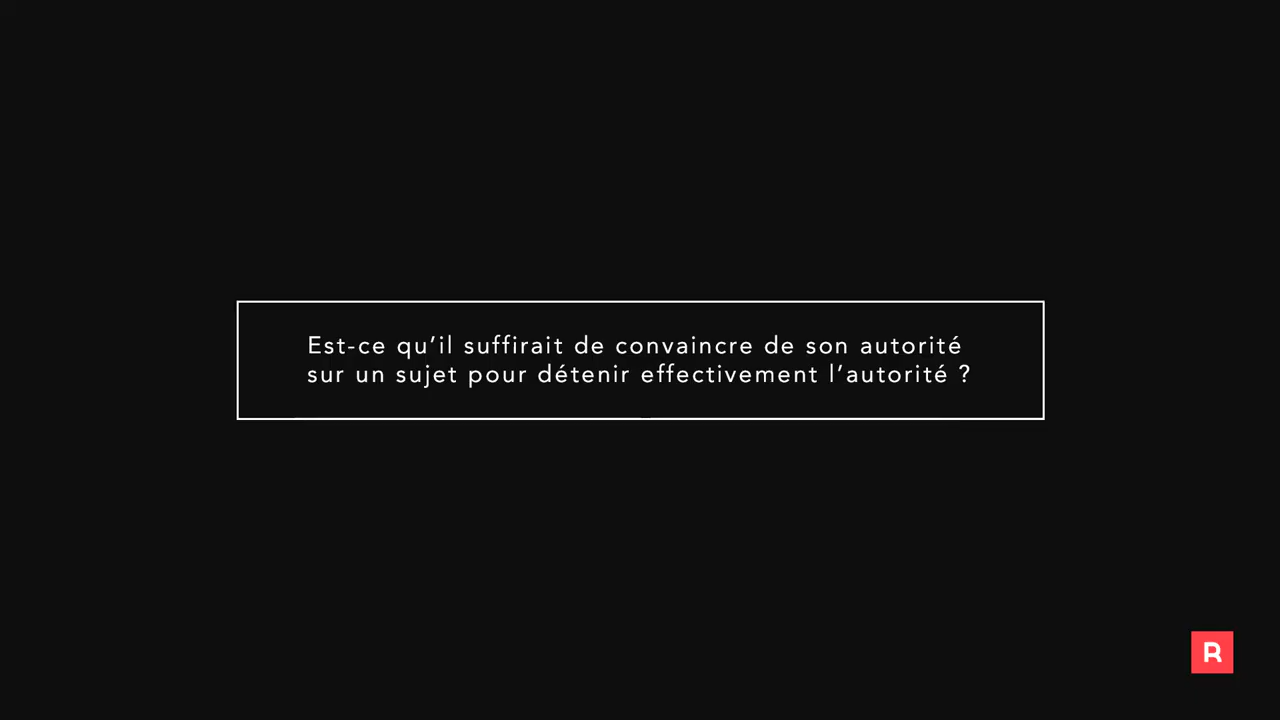 Est-ce qu’il suffirait de convaincre de son autorité
sur un sujet pour détenir effectivement l’autorité ?
R